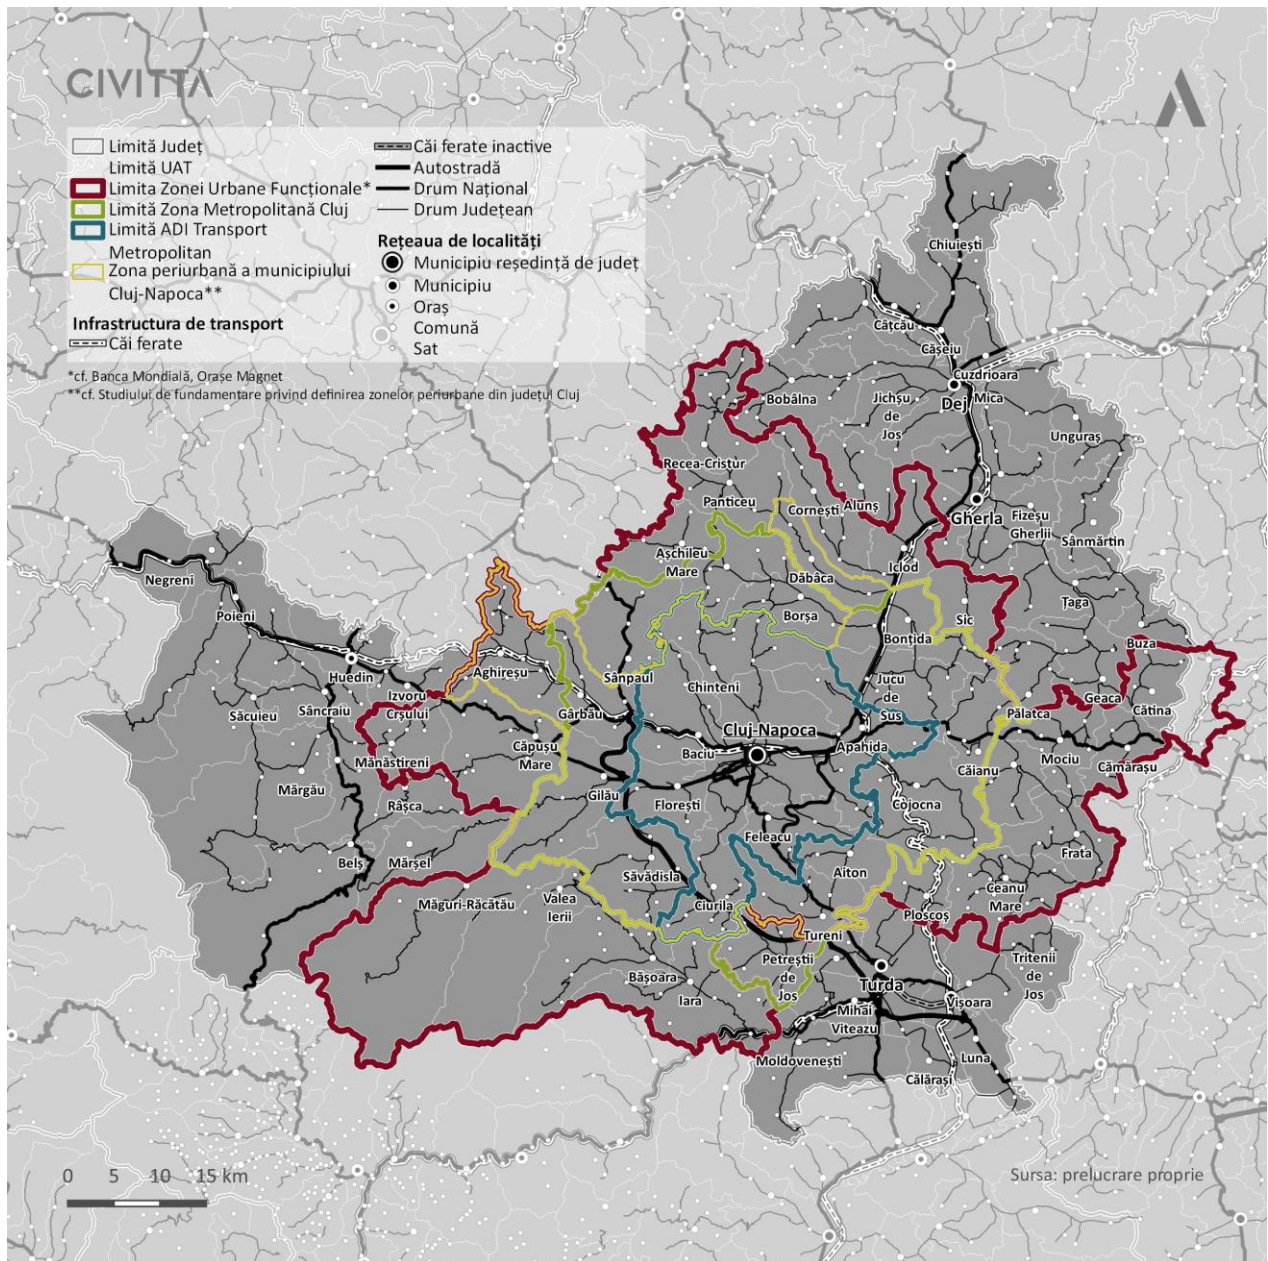 CIVITTA
Limită Județ
Limită UAT
Limita Zonei Urbane Funcționale*
Limită Zona Metropolitană Cluj
Limită ADI Transport
Metropolitan
Zona periurbană a municipiului
Cluj-Napoca**
Infrastructura de transport
Căi ferate
Căi ferate inactive
Autostradă
Drum Național
Drum Județean
Rețeaua de localități
Municipiu reședință de județ
Municipiu
Oraș
Comună
Sat
*cf. Banca Mondială, Orașe Magnet
**cf. Studiului de fundamentare privind definirea zonelor periurbane din județul Cluj
Chiuiești
Câțcău
Cășeiu
Cuzdrioara
Dej
Mica
Bobâlna
Jichșu
de
Jos
Unguraș
Recea-Cristur
Panticeu
Cornești
Alunș
Gherla
Fizeșu
Gherlii
Sânmărtin
Așchileu
Mare
Iclod
Dăbâca
Negreni
Borșa
Țaga
Poieni
Sic
Bonțida
Buza
Huedin
Aghireșu
Sânpaul
Chinteni
Jucu
de
Sus
Izvoru
Crșului
Geaca
Săcuieu
Sâncraiu
Gârbău
Pălatca
Cătina
Cluj-Napoca
Căpușu
Mare
Baciu
Apahida
Mănăstireni
Mociu
Cămărașu
Căianu
Mărgău
Râșca
Gilău
Florești
Cojocna
Feleacu
Frata
Belș
Mărșel
Săvădisla
Aiton
Ceanu
Mare
Măguri-Răcătău
Valea
Ierii
Ciurila
Ploscoș
Tureni
Petreștii
de
Jos
Tritenii
de
Jos
Bășoara
Turda
Iara
Vișoara
Mihai
Viteazu
Luna
Moldovenești
Călărași
0 5 10 15 km
Sursa: prelucrare proprie